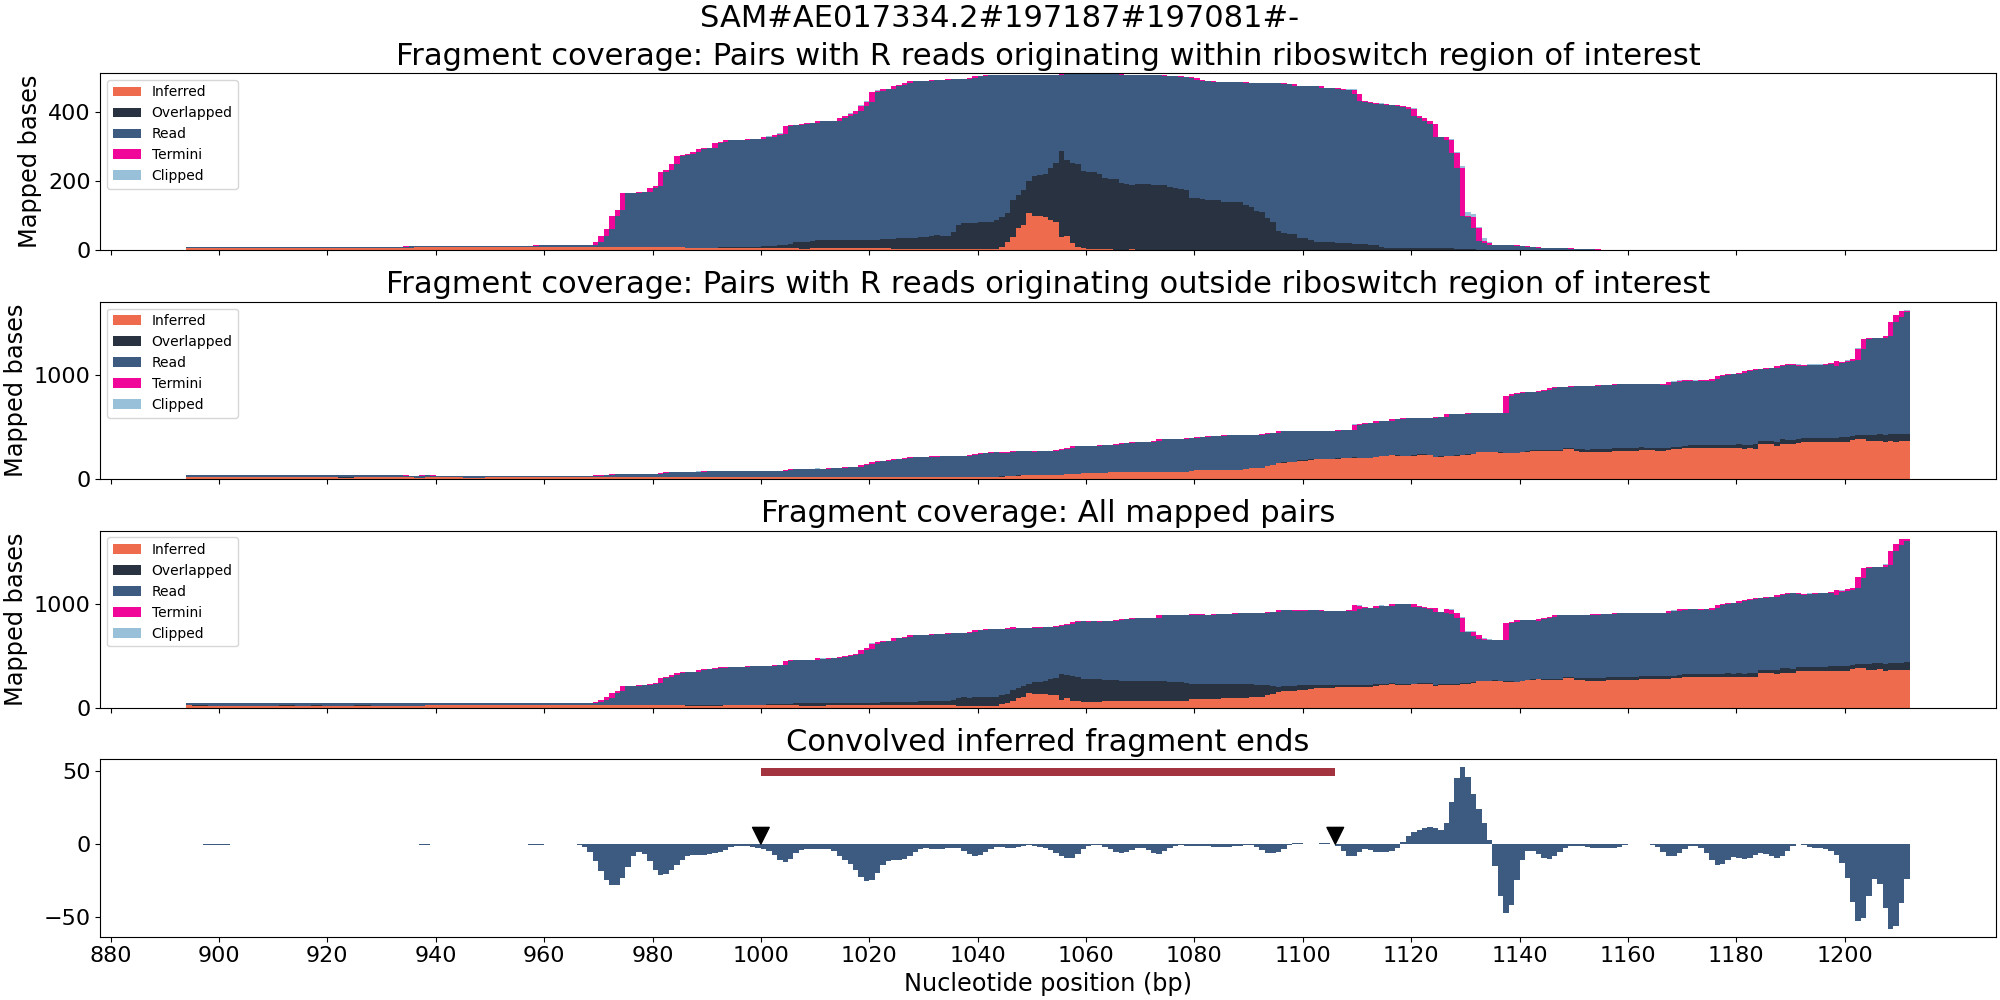 SAM#AE017334.2#197187#197081#-
Fragment coverage: Pairs with R reads originating within riboswitch region of interest
Mapped bases
400
200
0
Inferred
Overlapped
Read
Termini
Clipped
Fragment coverage: Pairs with R reads originating outside riboswitch region of interest
Mapped bases
1000
0
Inferred
Overlapped
Read
Termini
Clipped
Fragment coverage: All mapped pairs
Mapped bases
1000
0
Inferred
Overlapped
Read
Termini
Clipped
Convolved inferred fragment ends
50
0
−50
880 900 920 940 960 980 1000 1020 1040 1060 1080 1100 1120 1140 1160 1180 1200
Nucleotide position (bp)